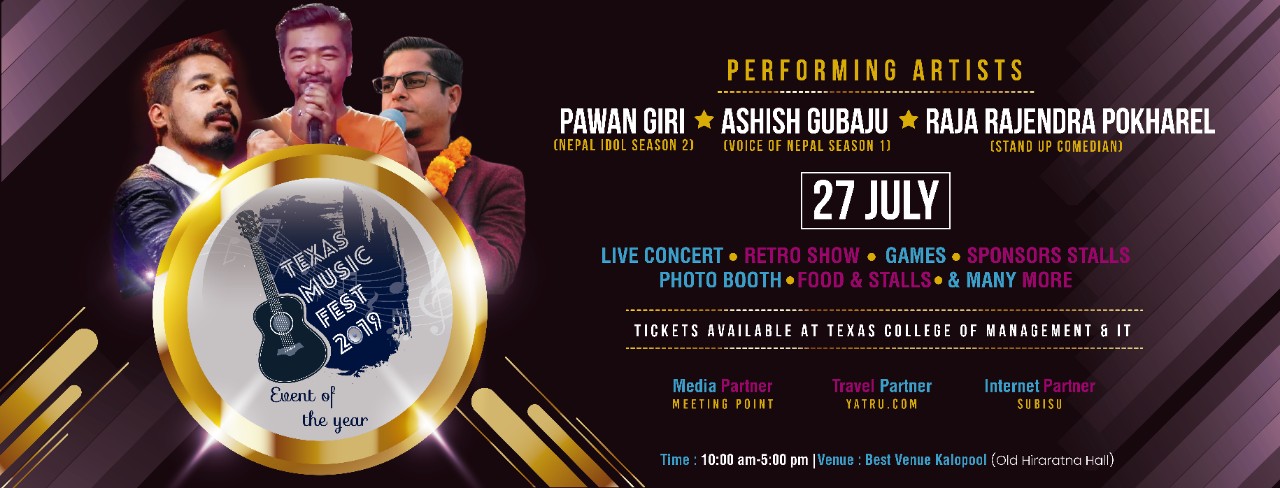 TEXAS
MUSIC
FEST
2019
Event of
the year
PERFORMING ARTISTS
PAWAN GIRI ★ ASHISH GUBAJU ★ RAJA RAJENDRA POKHAREL
(NEPAL IDOL SEASON 2) (VOICE OF NEPAL SEASON 1) (STAND UP COMEDIAN)
27 JULY
LIVE CONCERT • RETRO SHOW • GAMES • SPONSORS STALLS
PHOTO BOOTH • FOOD & STALLS • & MANY MORE
TICKETS AVAILABLE AT TEXAS COLLEGE OF MANAGEMENT & IT
Media Partner Travel Partner Internet Partner
MEETING POINT YATRU.COM SUBISU
Time : 10:00 am-5:00 pm |Venue : Best Venue Kalopool (Old Hiraratna Hall)